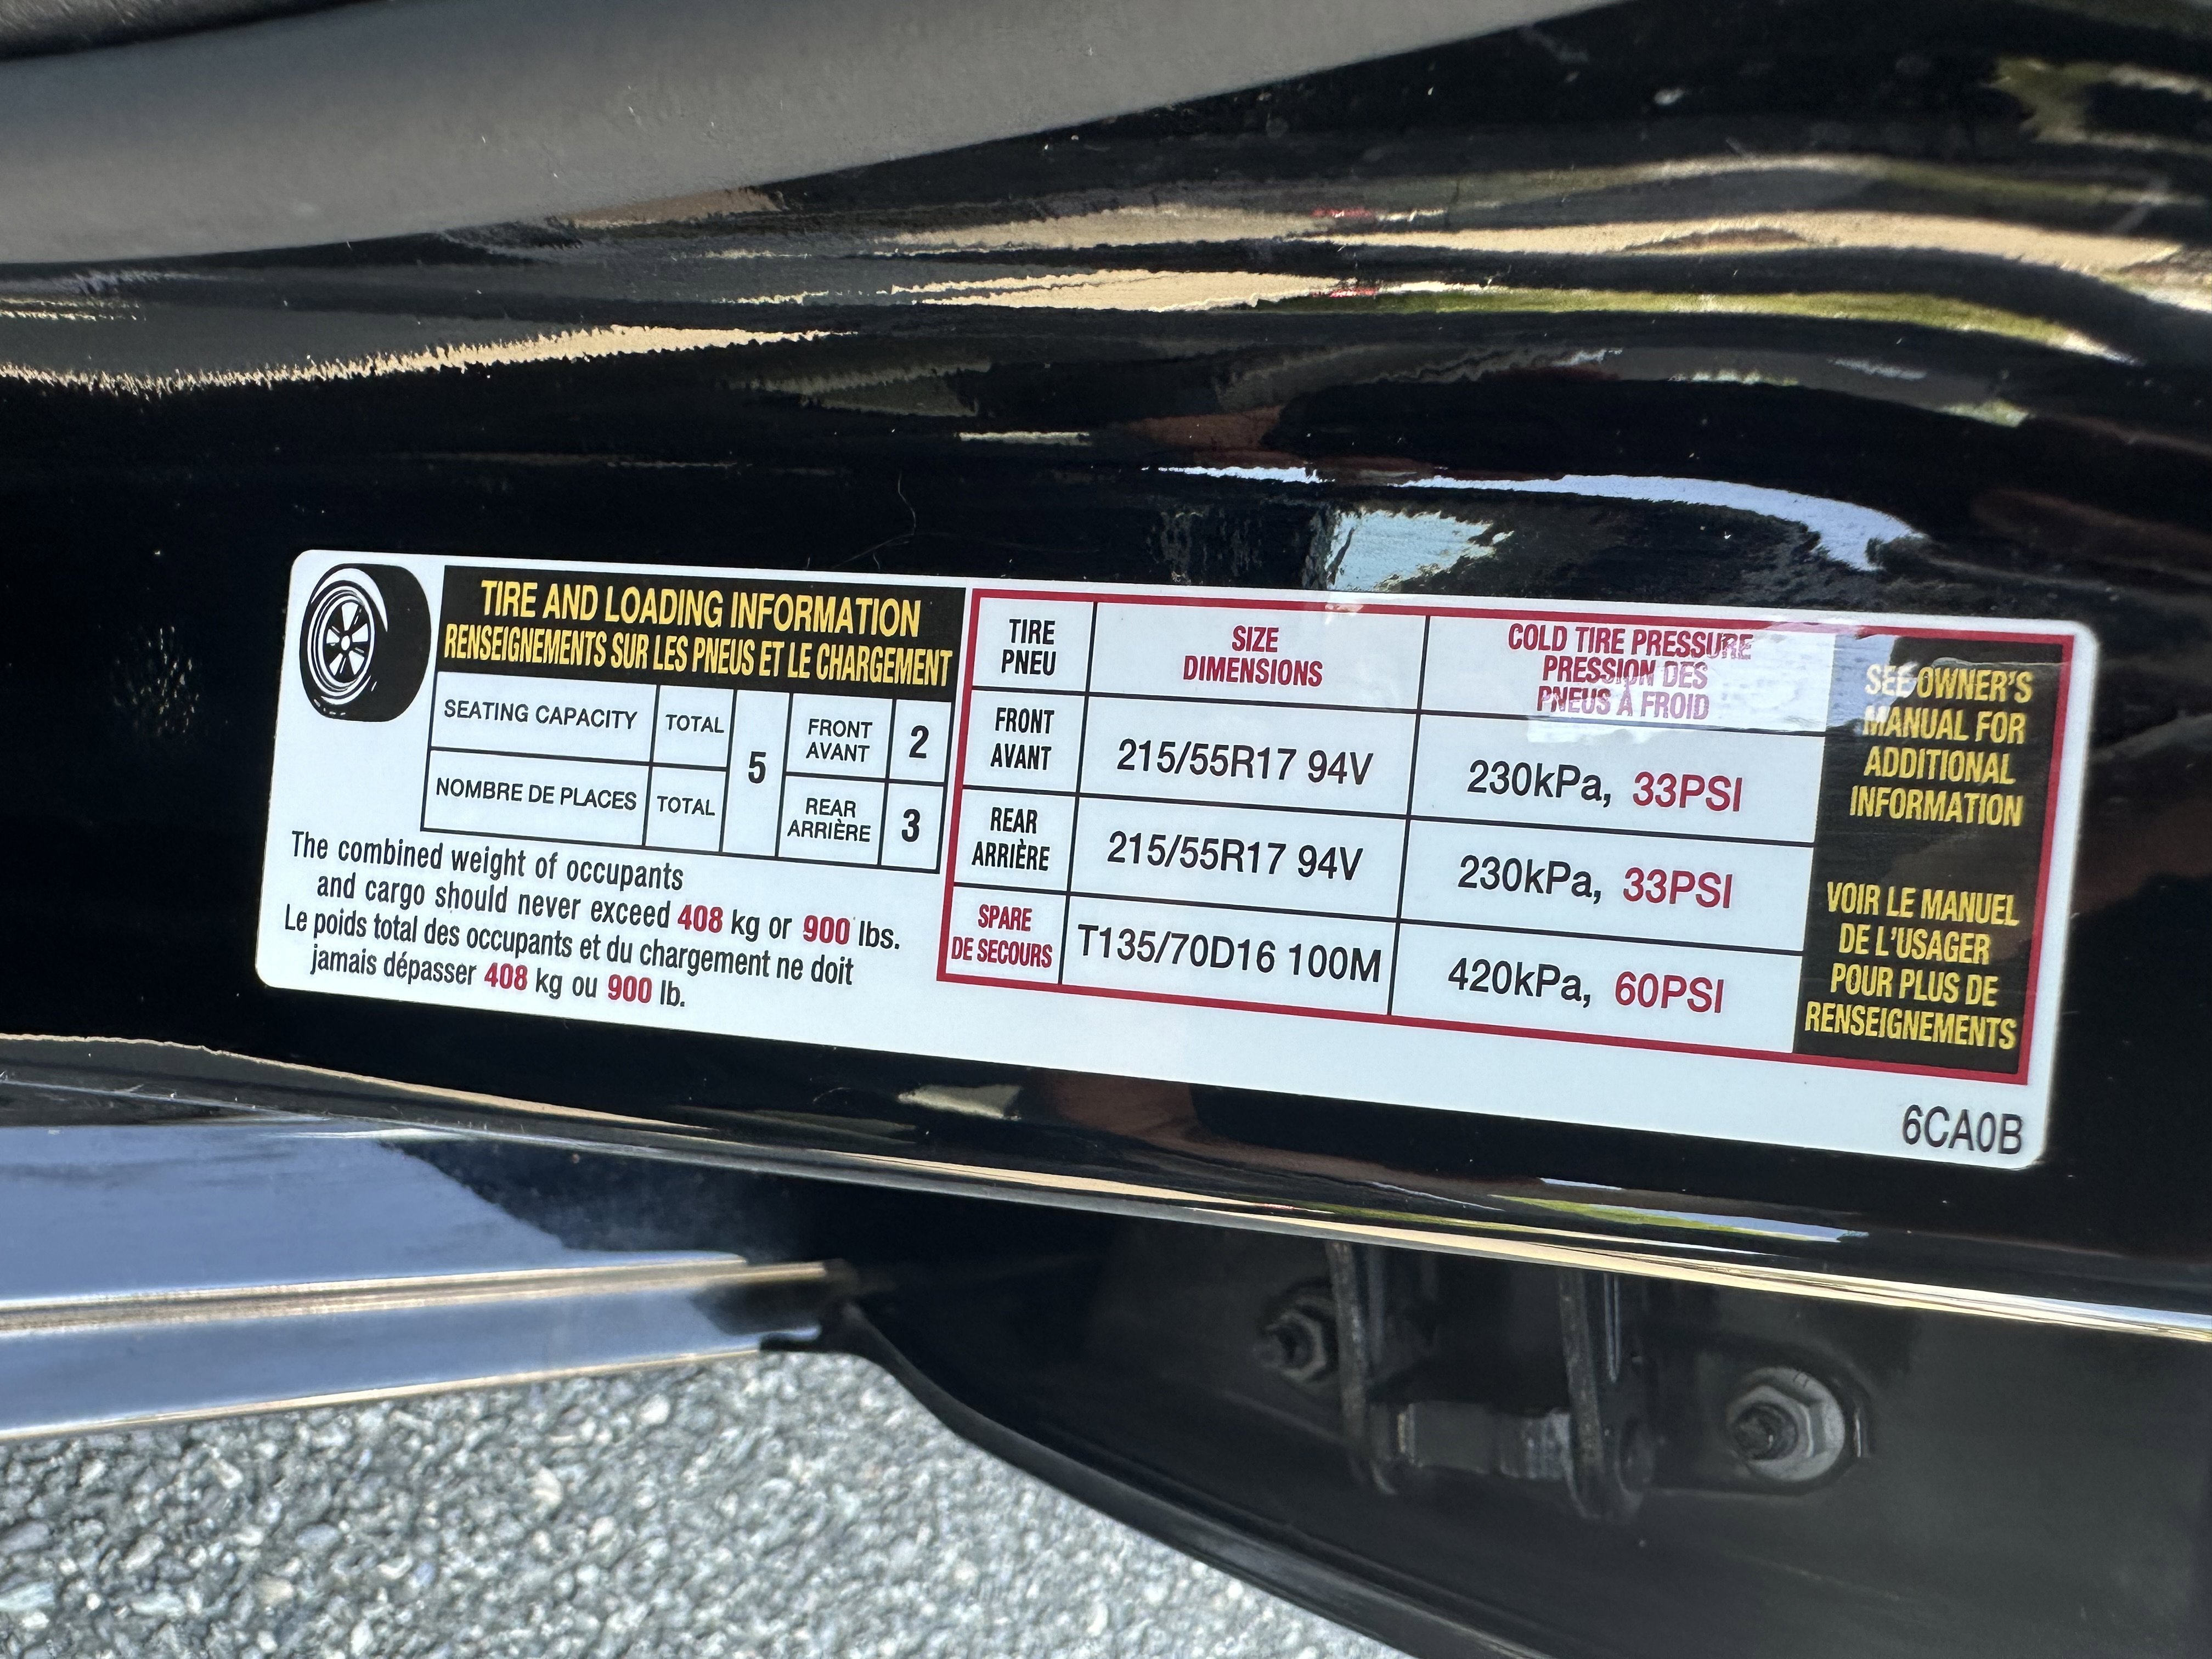 TIRE AND LOADING INFORMATION
RENSEIGNEMENTS SUR LES PNEUS ET LE CHARGEMENT
SEATING CAPACITY TOTAL 5 FRONT AVANT 2
NOMBRE DE PLACES TOTAL REAR ARRIÈRE 3
The combined weight of occupants
and cargo should never exceed 408 kg or 900 lbs.
Le poids total des occupants et du chargement ne doit
jamais dépasser 408 kg ou 900 lb.
TIRE PNEU SIZE DIMENSIONS COLD TIRE PRESSURE PRESSION DES PNEUS À FROID
FRONT AVANT 215/55R17 94V 230kPa, 33PSI
REAR ARRIÈRE 215/55R17 94V 230kPa, 33PSI
SPARE DE SECOURS T135/70D16 100M 420kPa, 60PSI
SEE OWNER'S
MANUAL FOR
ADDITIONAL
INFORMATION
VOIR LE MANUEL
DE L'USAGER
POUR PLUS DE
RENSEIGNEMENTS
6CA0B